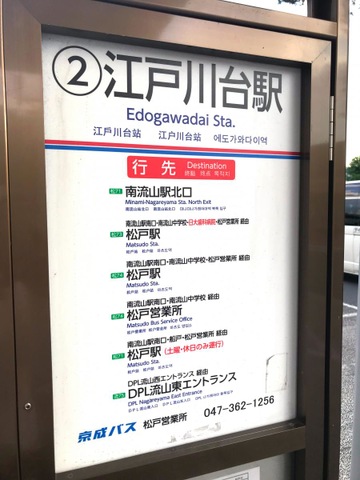 ②江戸川台駅
Edogawadai Sta.
江戶川台站 江户川台站 에도가와다이역
行先 Destination
南流山駅北口
Minami-Nagareyama Sta. North Exit
南流山駅南口・南流山中学校・日大歯科病院・松戸営業所 経由
松戸駅
Matsudo Sta.
南流山駅南口・南流山中学校・松戸営業所 経由
松戸駅
Matsudo Sta.
南流山駅南口・南流山中学校 経由
松戸営業所
Matsudo Bus Service Office
南流山駅南口・船戸・松戸営業所 経由
松戸駅(土曜・休日のみ運行)
Matsudo Sta.
DPL流山西エントランス 経由
DPL流山東エントランス
DPL Nagareyama East Entrance
京成バス 松戸営業所 047-362-1256